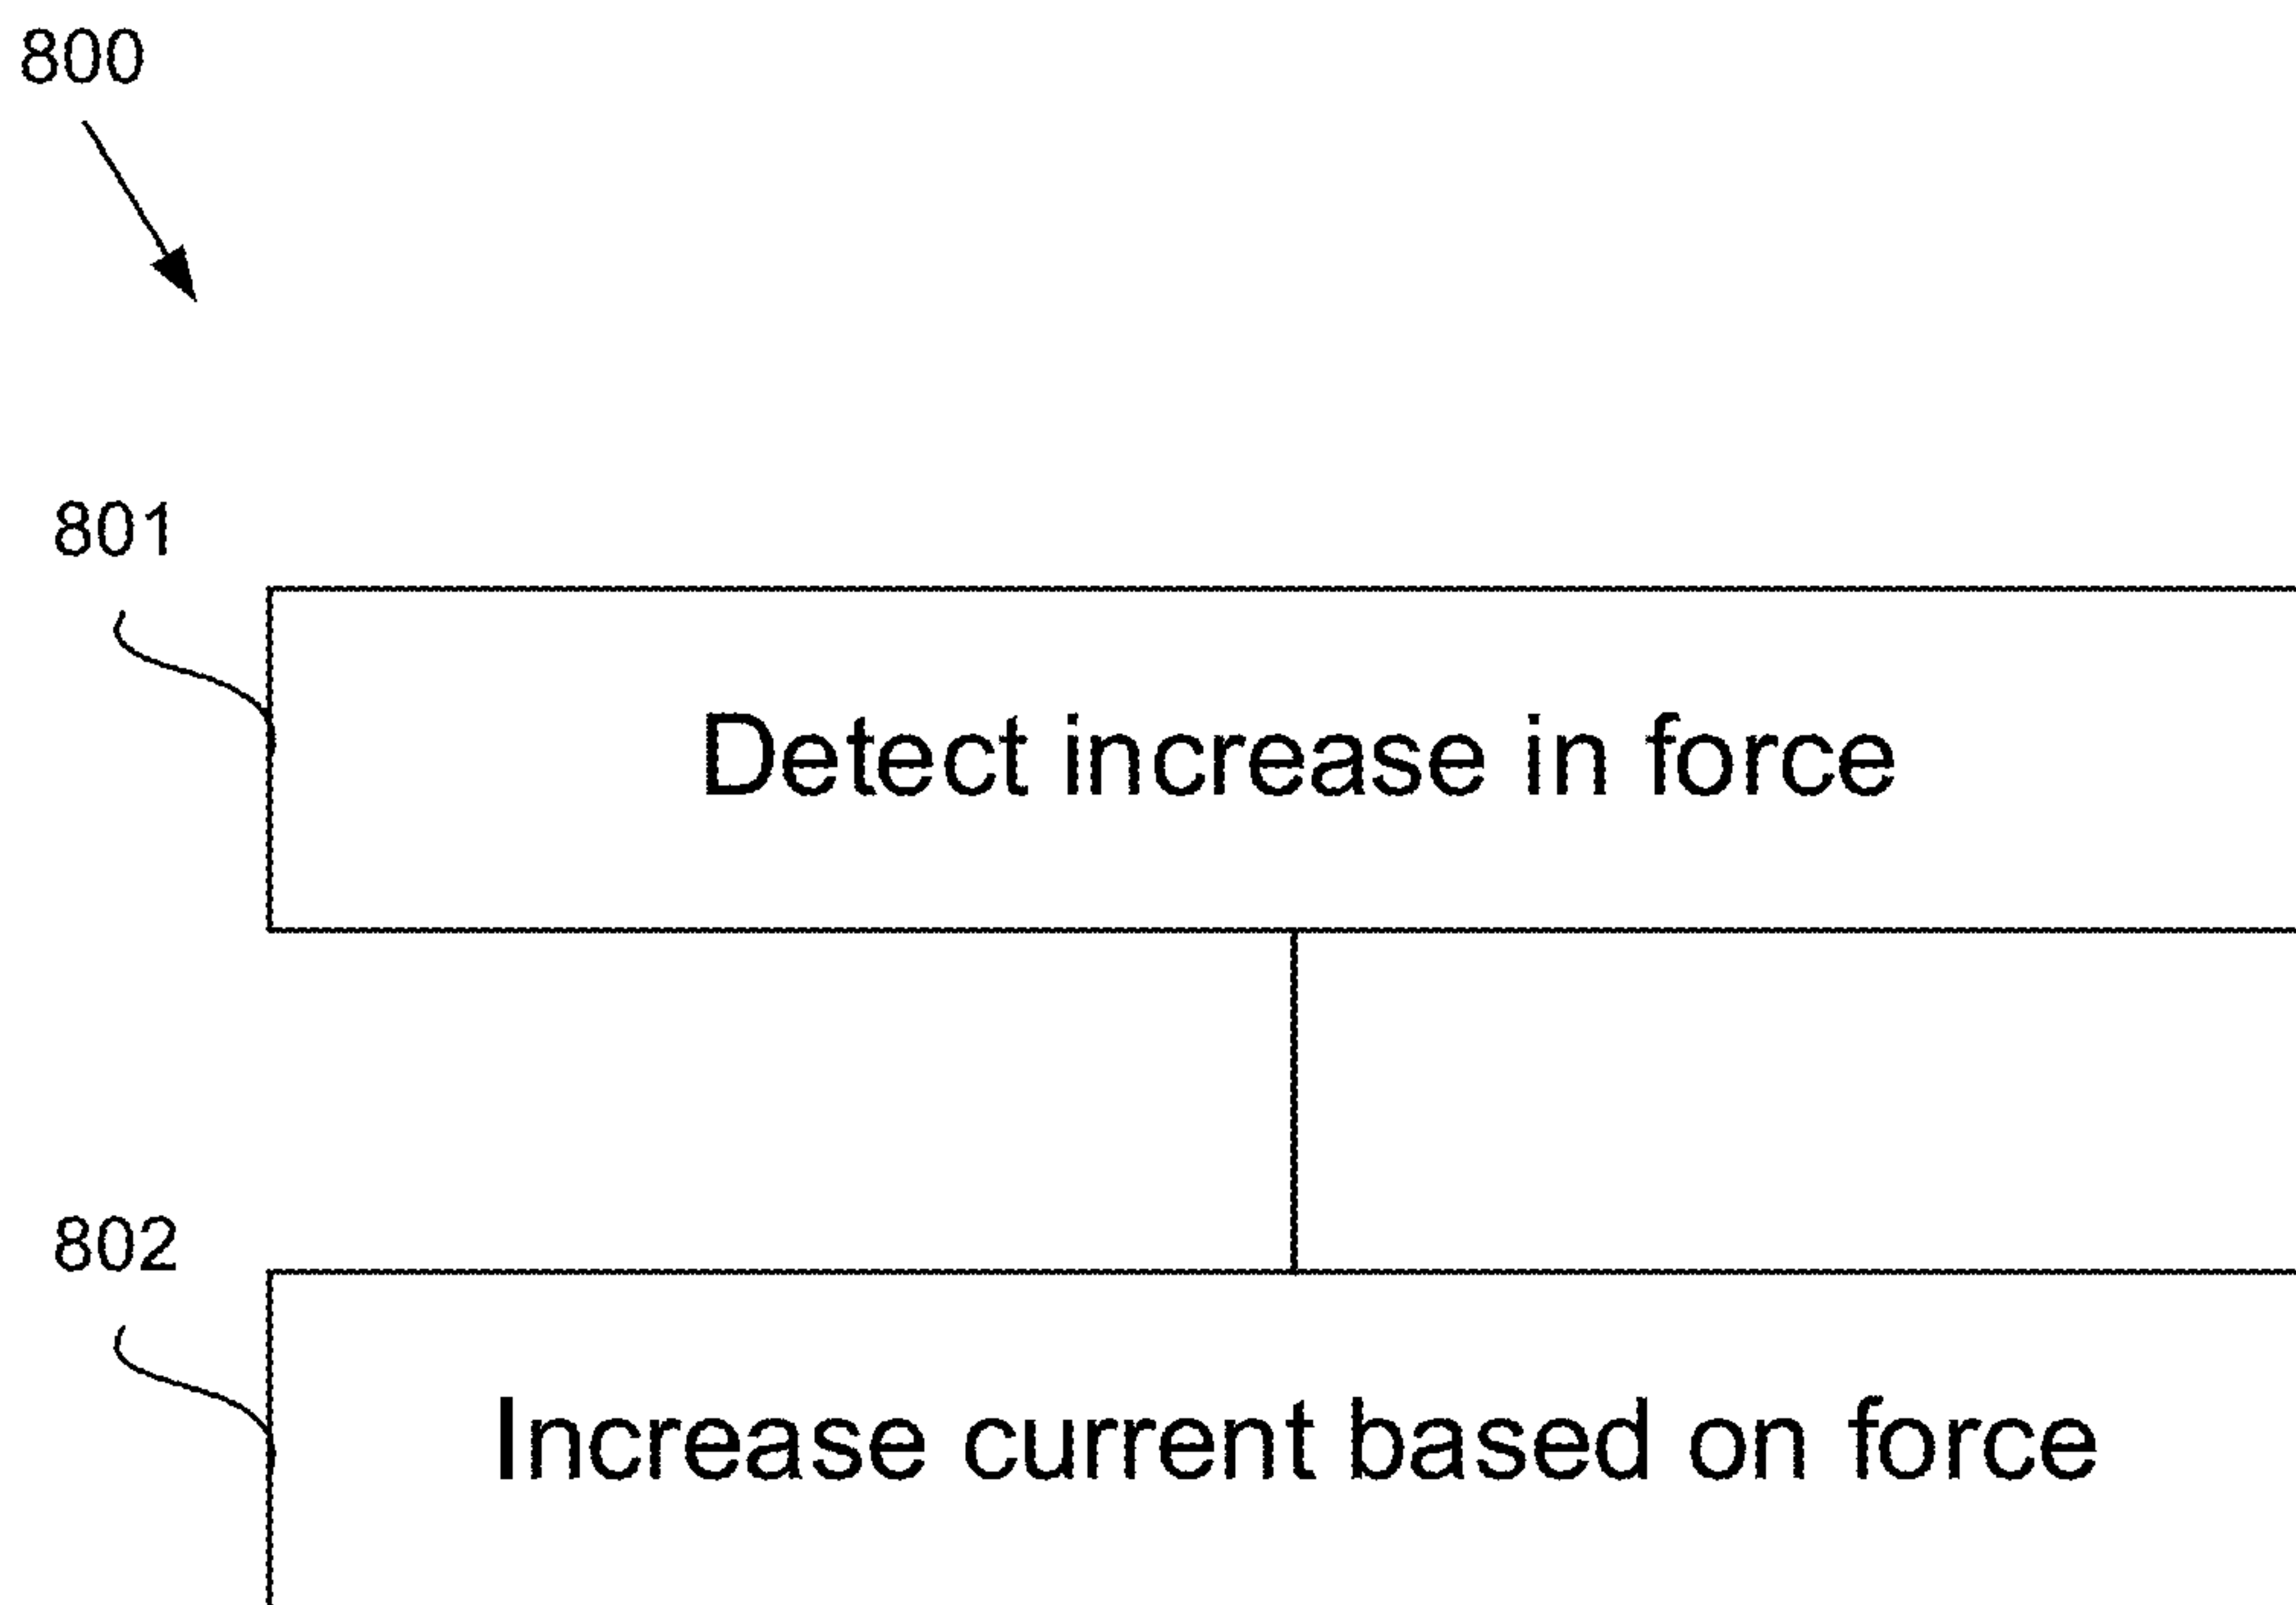 800
801
Detect increase in force
802
Increase current based on force